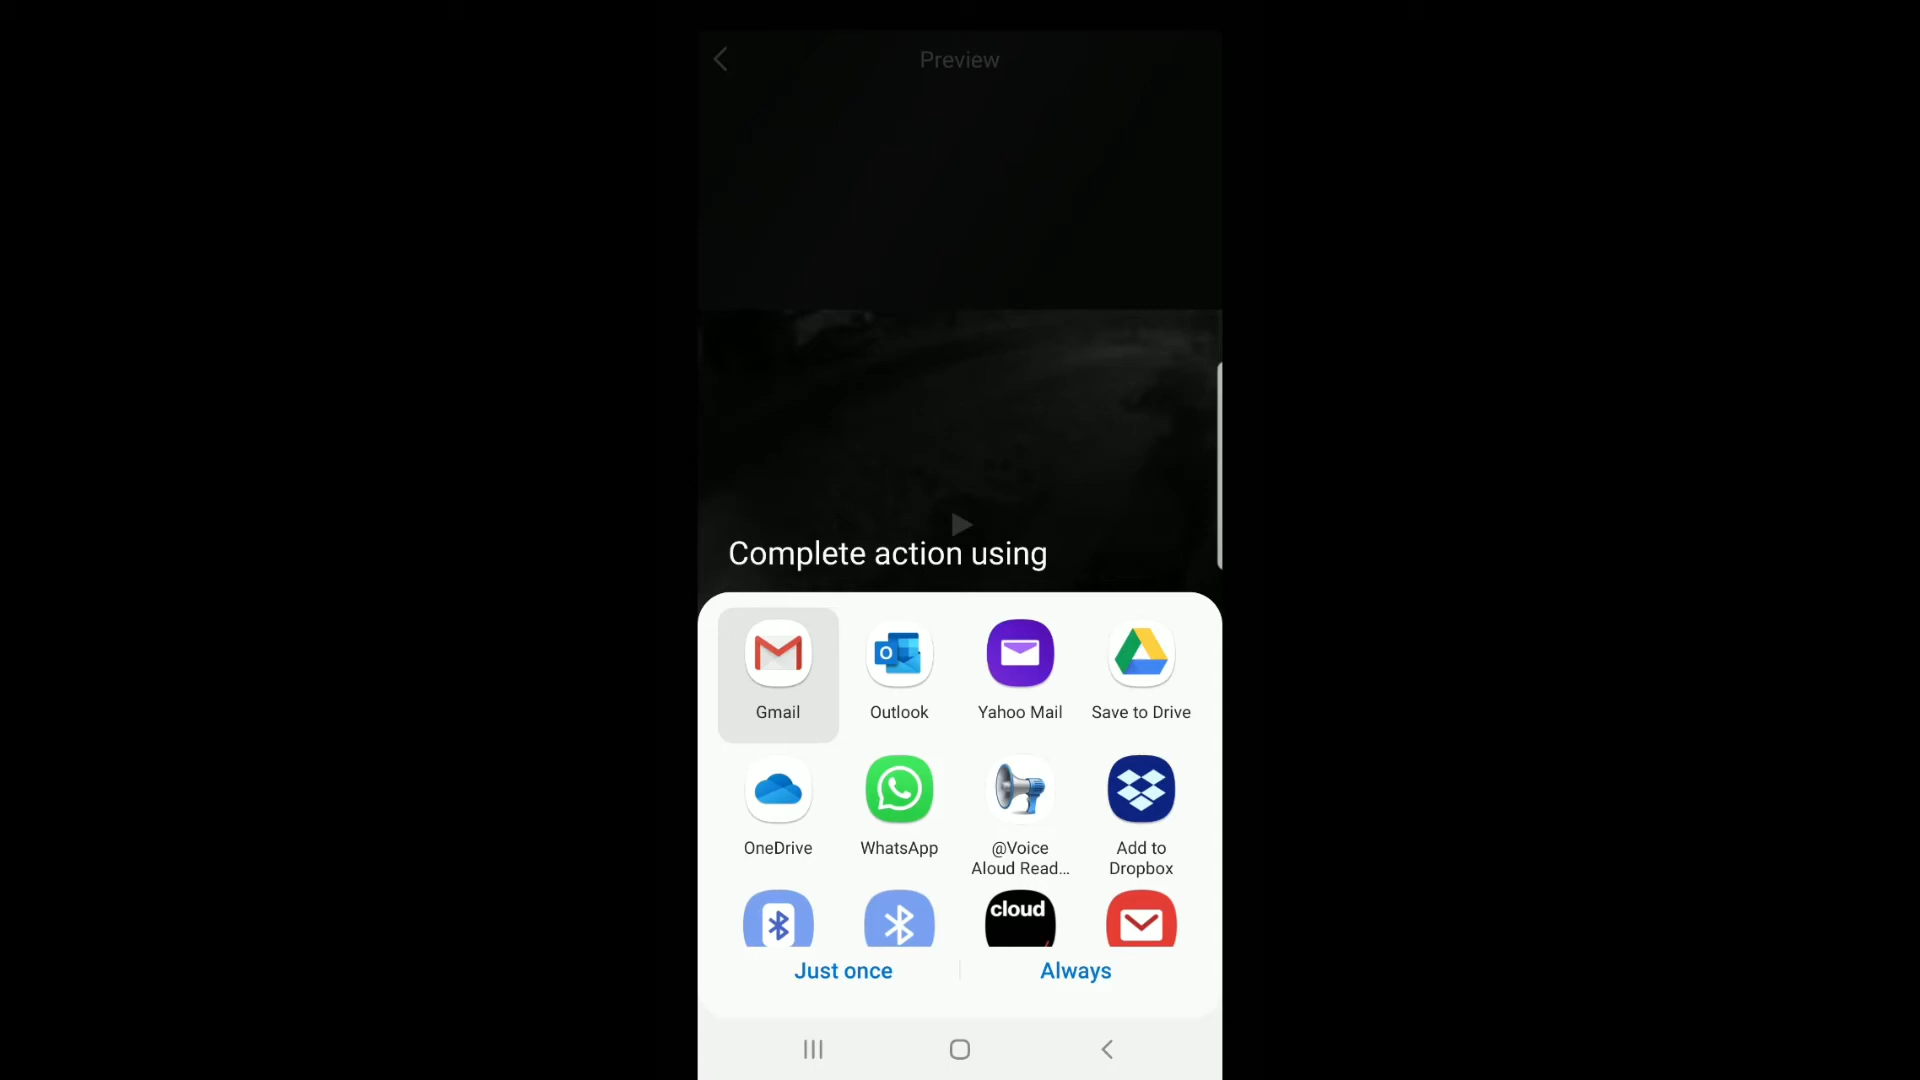 Preview
Complete action using
Gmail
Outlook
Yahoo Mail
Save to Drive
OneDrive
WhatsApp
@Voice
Aloud Read...
Add to
Dropbox
cloud
Just once
Always